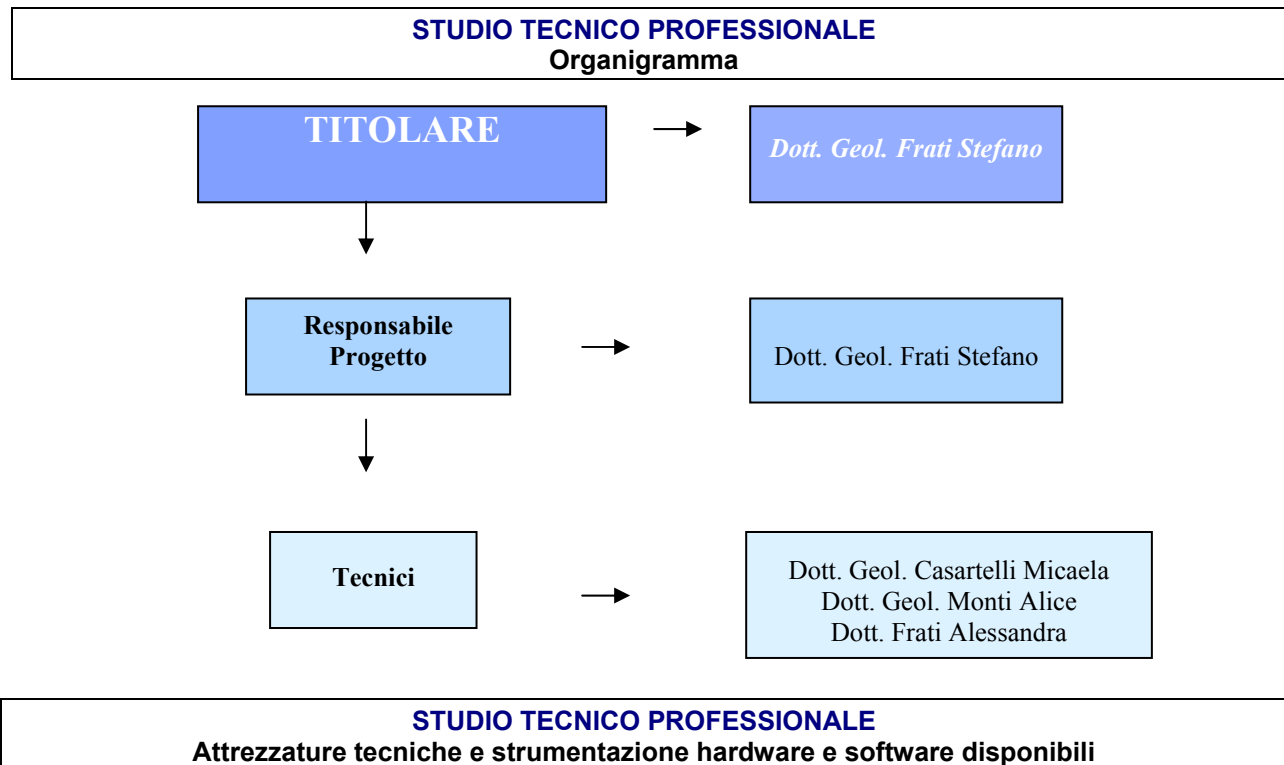 STUDIO TECNICO PROFESSIONALE
Organigramma
TITOLARE
Dott. Geol. Frati Stefano
Responsabile
Progetto
Dott. Geol. Frati Stefano
Tecnici
Dott. Geol. Casartelli Micaela
Dott. Geol. Monti Alice
Dott. Frati Alessandra
STUDIO TECNICO PROFESSIONALE
Attrezzature tecniche e strumentazione hardware e software disponibili